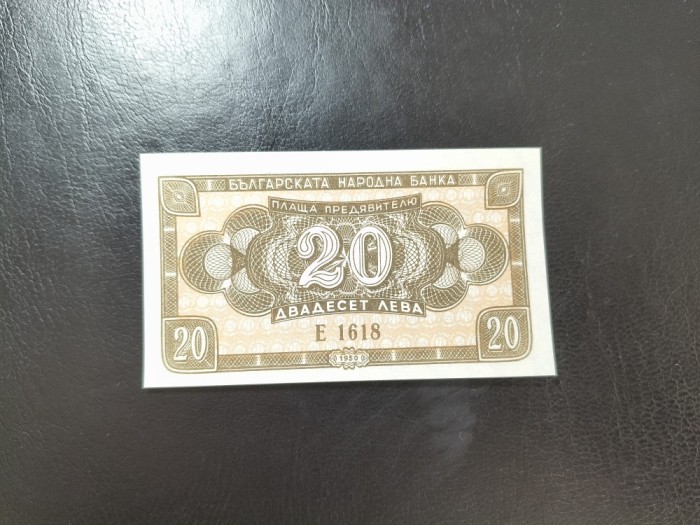 БЪЛГАРСКАТА НАРОДНА БАНКА
ПЛАЩА ПРЕДЯВИТЕЛЮ
20
ДВАДЕСЕТ ЛЕВА
Е 1618
20
1950
20